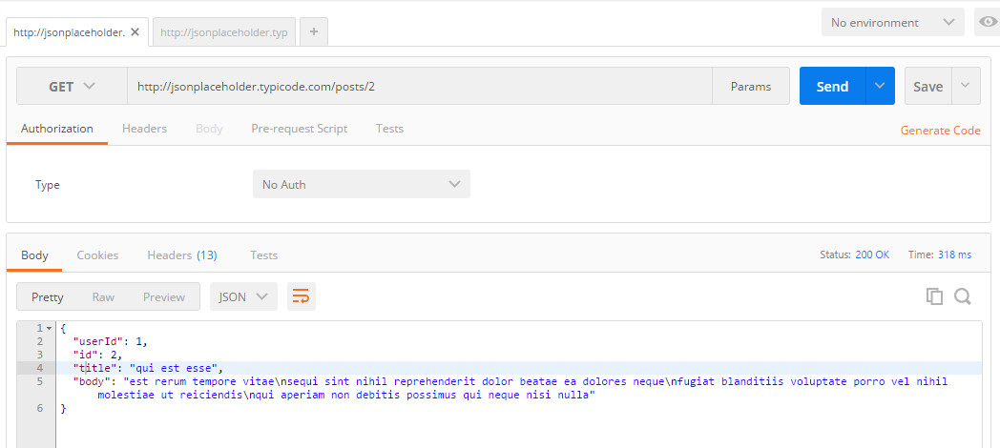 No environment
http://jsonplaceholder. ✕ http://jsonplaceholder.typ +
GET http://jsonplaceholder.typicode.com/posts/2 Params Send Save
Authorization Headers Body Pre-request Script Tests Generate Code
Type No Auth
Body Cookies Headers (13) Tests Status: 200 OK Time: 318 ms
Pretty Raw Preview JSON
1 {
2 "userId": 1,
3 "id": 2,
4 "title": "qui est esse",
5 "body": "est rerum tempore vitae\nsequi sint nihil reprehenderit dolor beatae ea dolores neque\nfugiat blanditiis voluptate porro vel nihil
molestiae ut reiciendis\nqui aperiam non debitis possimus qui neque nisi nulla"
6 }